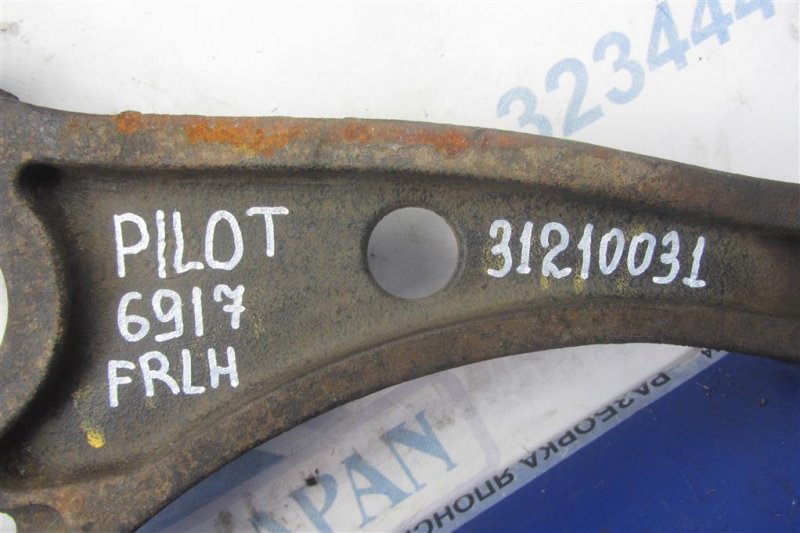 323444
PILOT
6917
FRLH
31210031
JAPAN
РАЗБОРКА ЯПОНС